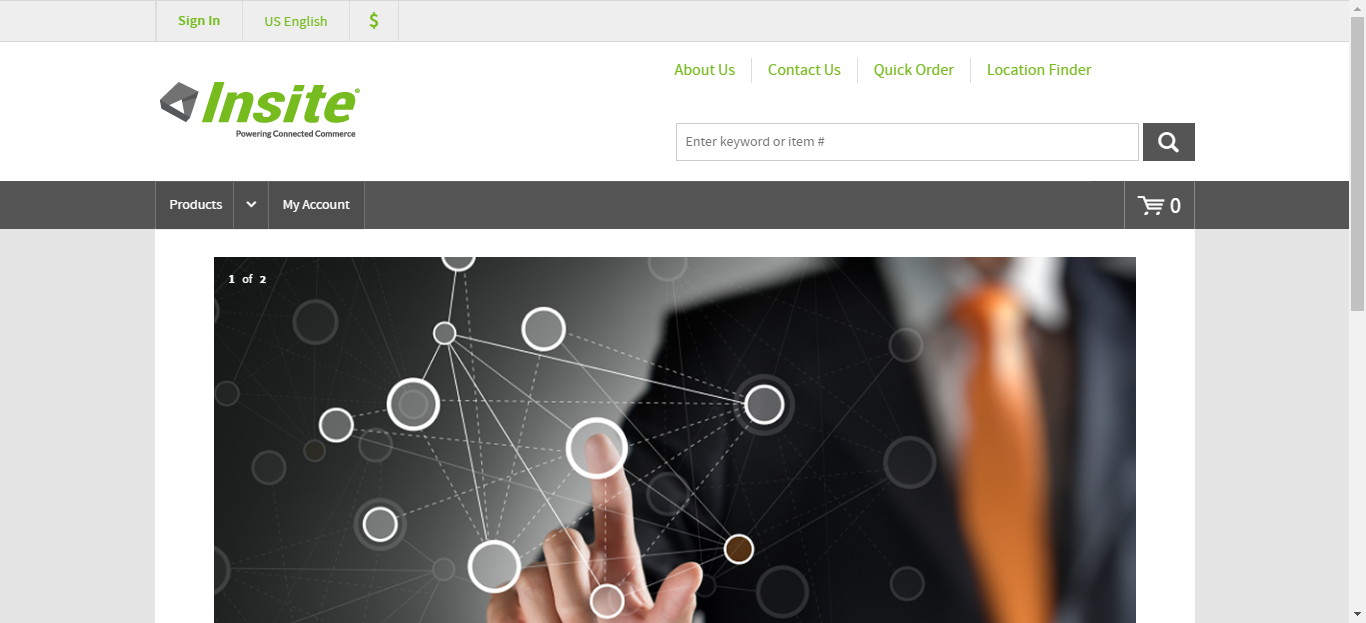 Sign In
US English
$
About Us
Contact Us
Quick Order
Location Finder
Insite
Powering Connected Commerce
Enter keyword or item #
Products
My Account
0
1 of 2